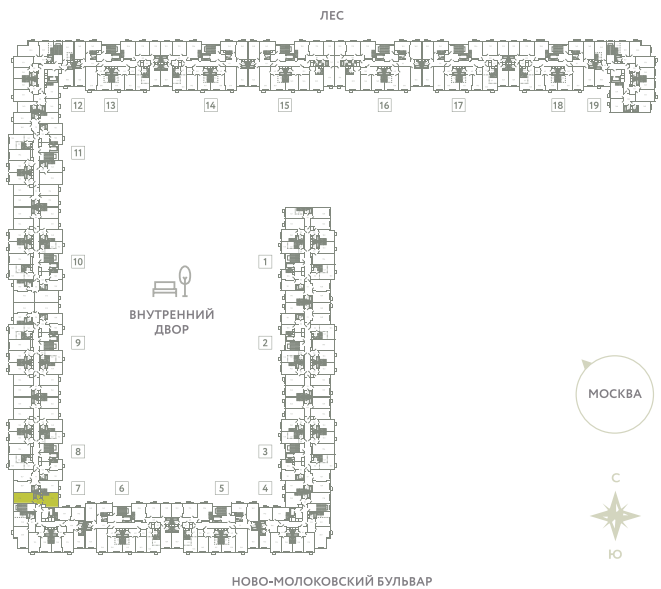 ЛЕС
12 13 14 15 16 17 18 19
11
10 1
ВНУТРЕННИЙ
ДВОР
9 2
МОСКВА
8 3
7 6 5 4
С
Ю
НОВО-МОЛОКОВСКИЙ БУЛЬВАР